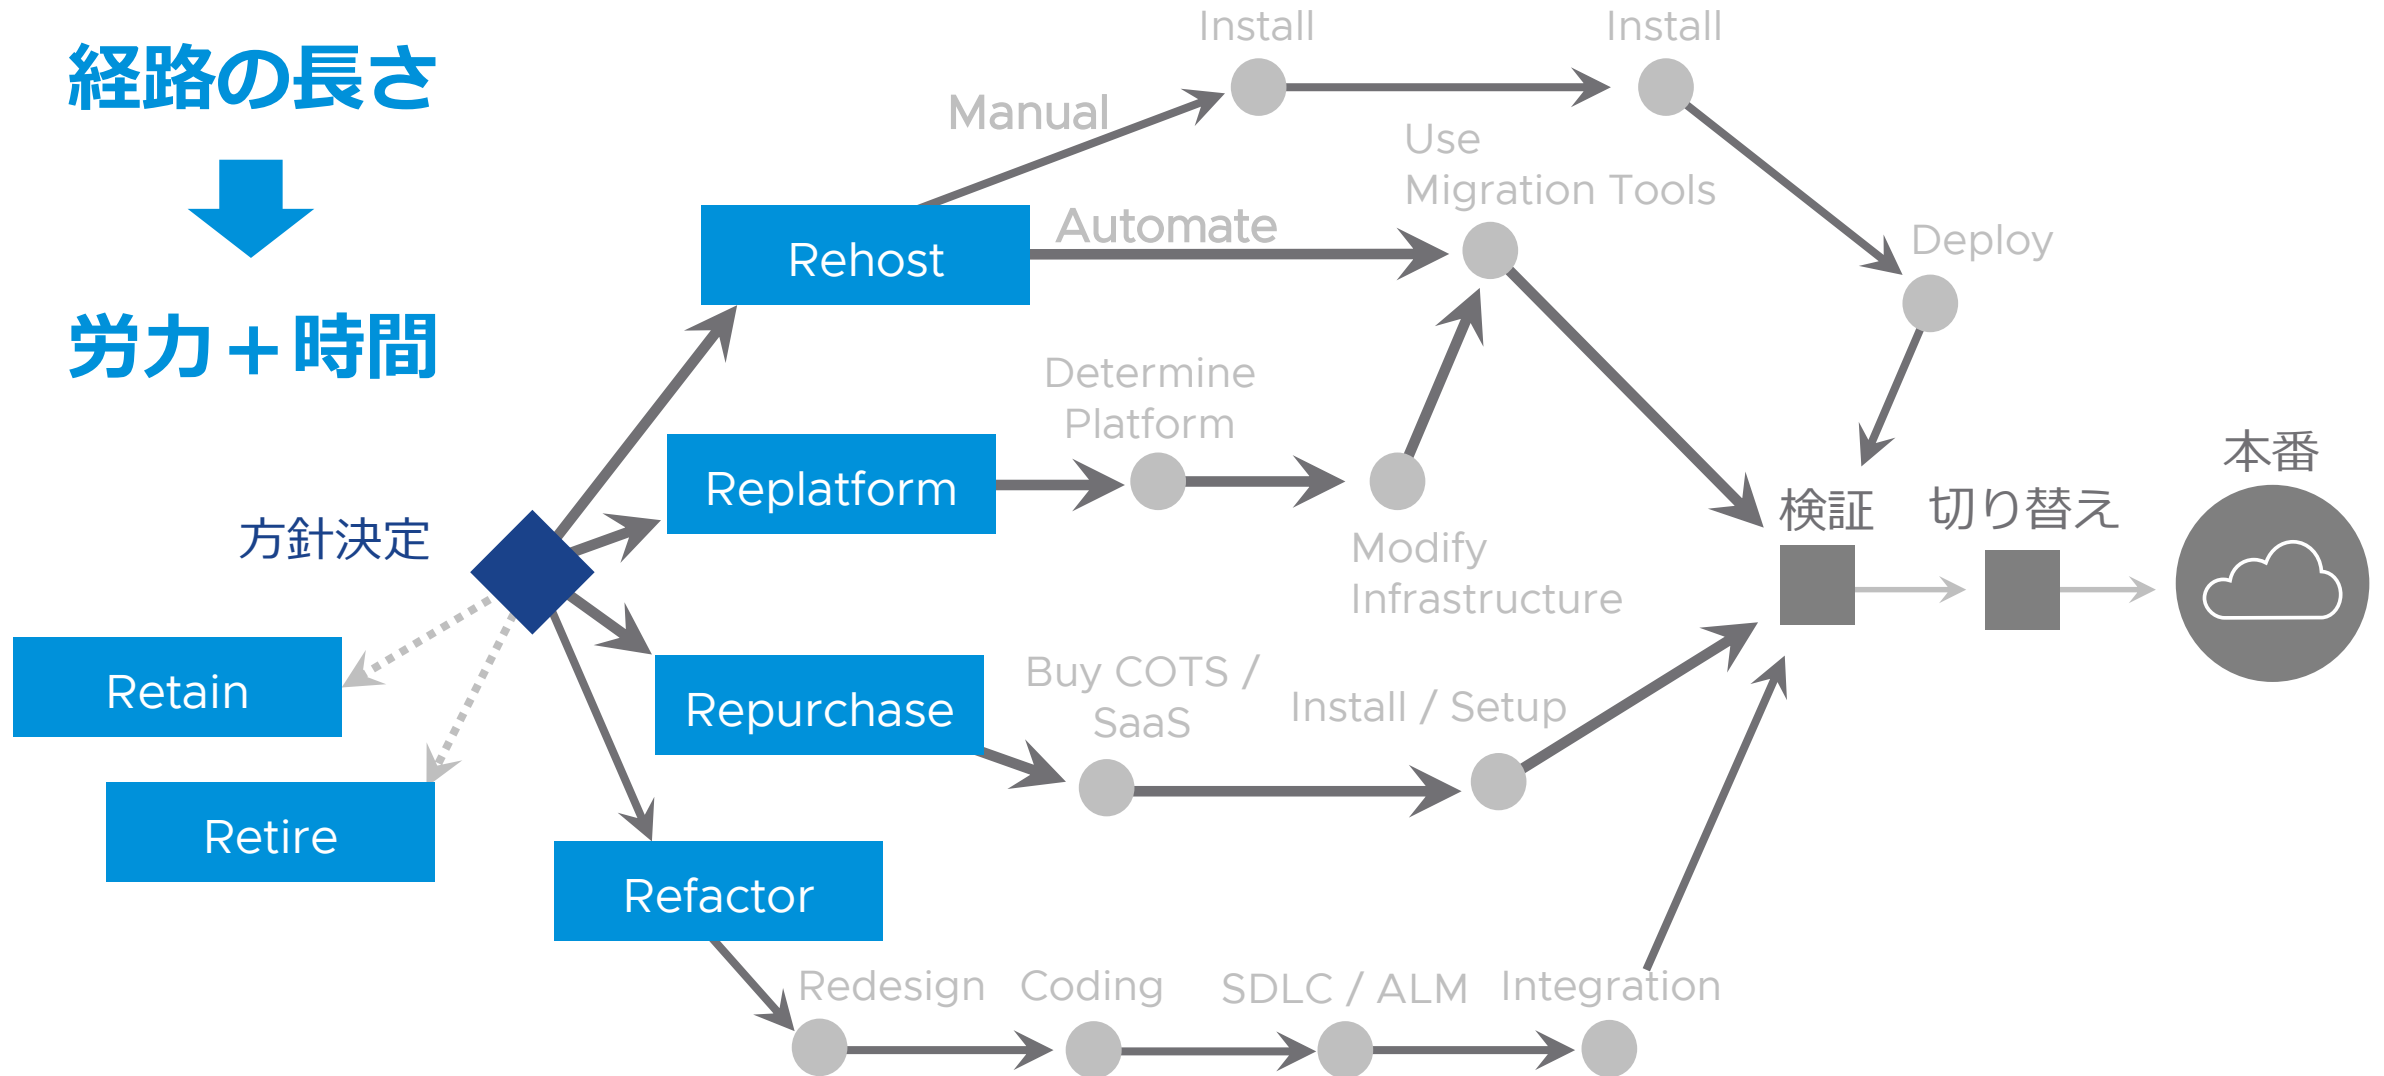 経路の長さ
労力＋時間
方針決定
Retain
Retire
Rehost
Replatform
Repurchase
Refactor
Manual
Install
Install
Deploy
Automate
Use
Migration Tools
Determine
Platform
Modify
Infrastructure
Buy COTS /
SaaS
Install / Setup
Redesign
Coding
SDLC / ALM
Integration
検証
切り替え
本番